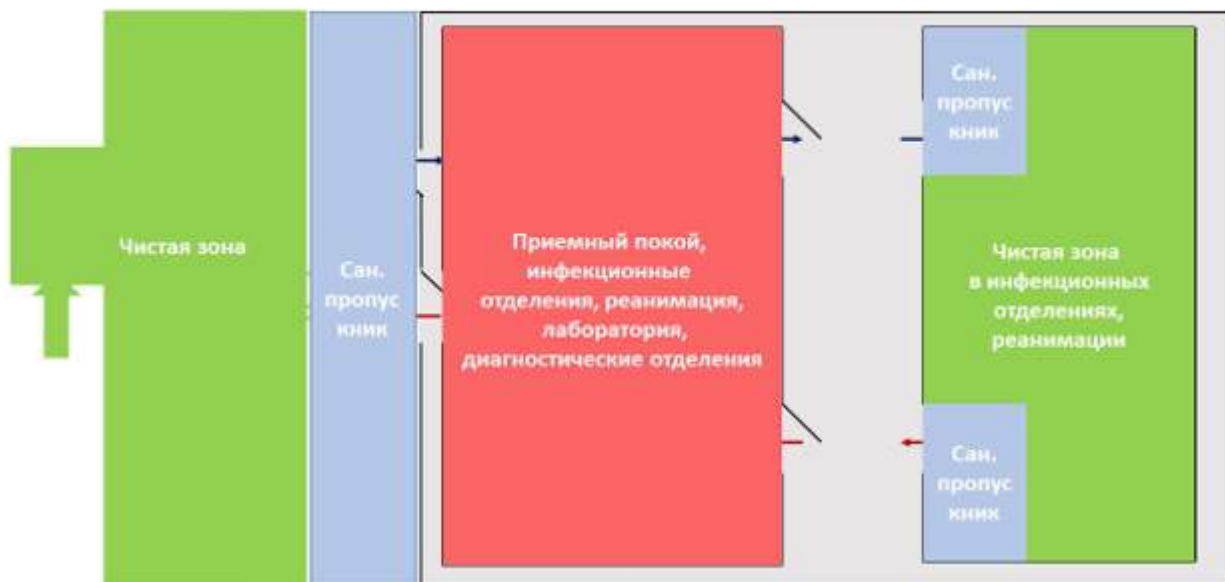 Чистая зона
Сан.
пропус
кник
Приемный покой,
инфекционные
отделения, реанимация,
лаборатория,
диагностические отделения
Сан.
пропус
кник
Чистая зона
в инфекционных
отделениях,
реанимации
Сан.
пропус
кник